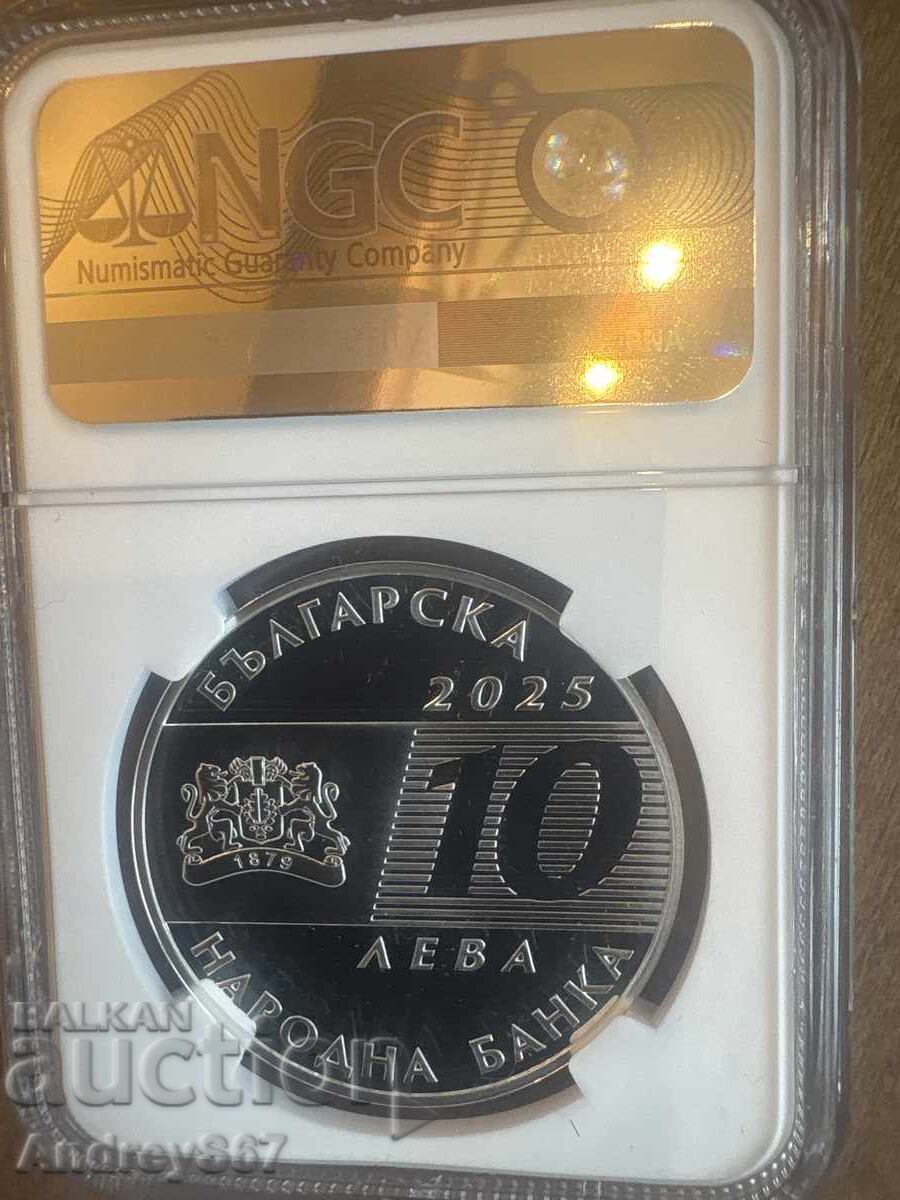 NGC
Numismatic Guaranty Company
БЪЛГАРСКА
2025
10
1879
ЛЕВА
НАРОДНА БАНКА
BALKAN
auction
Andrey867